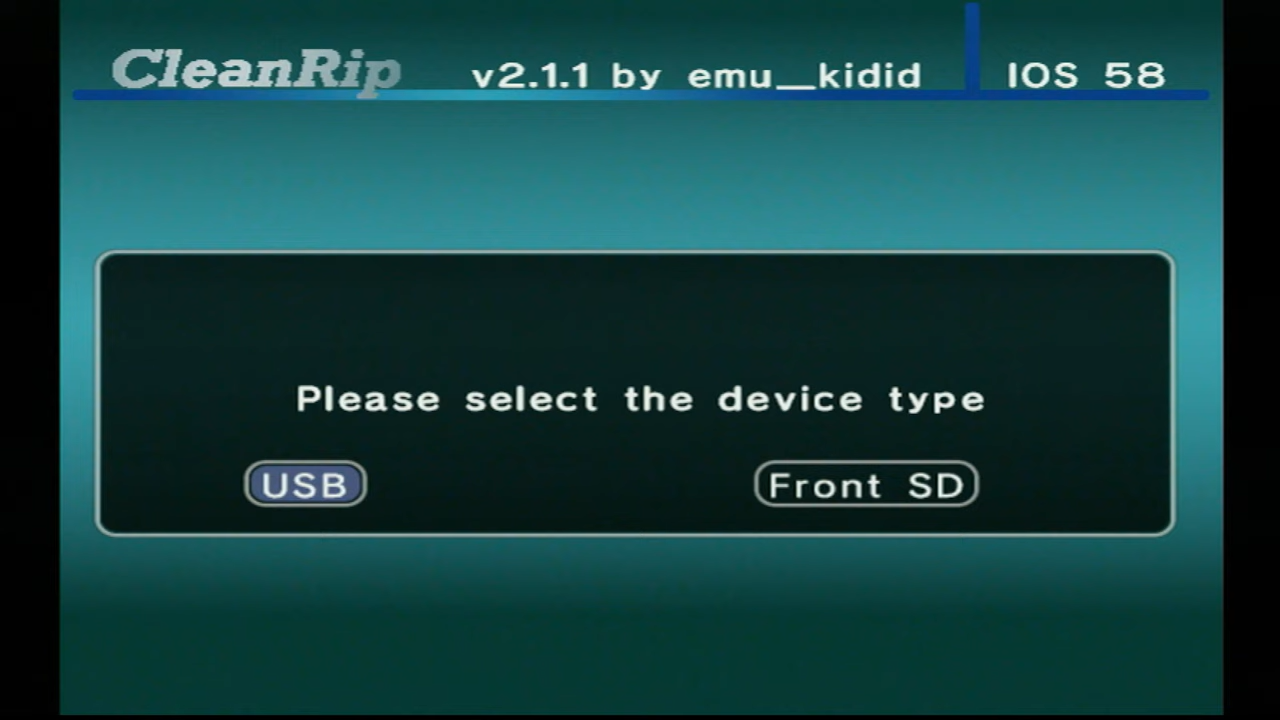 CleanRip v2.1.1 by emu_kidid IOS 58
Please select the device type
USB Front SD